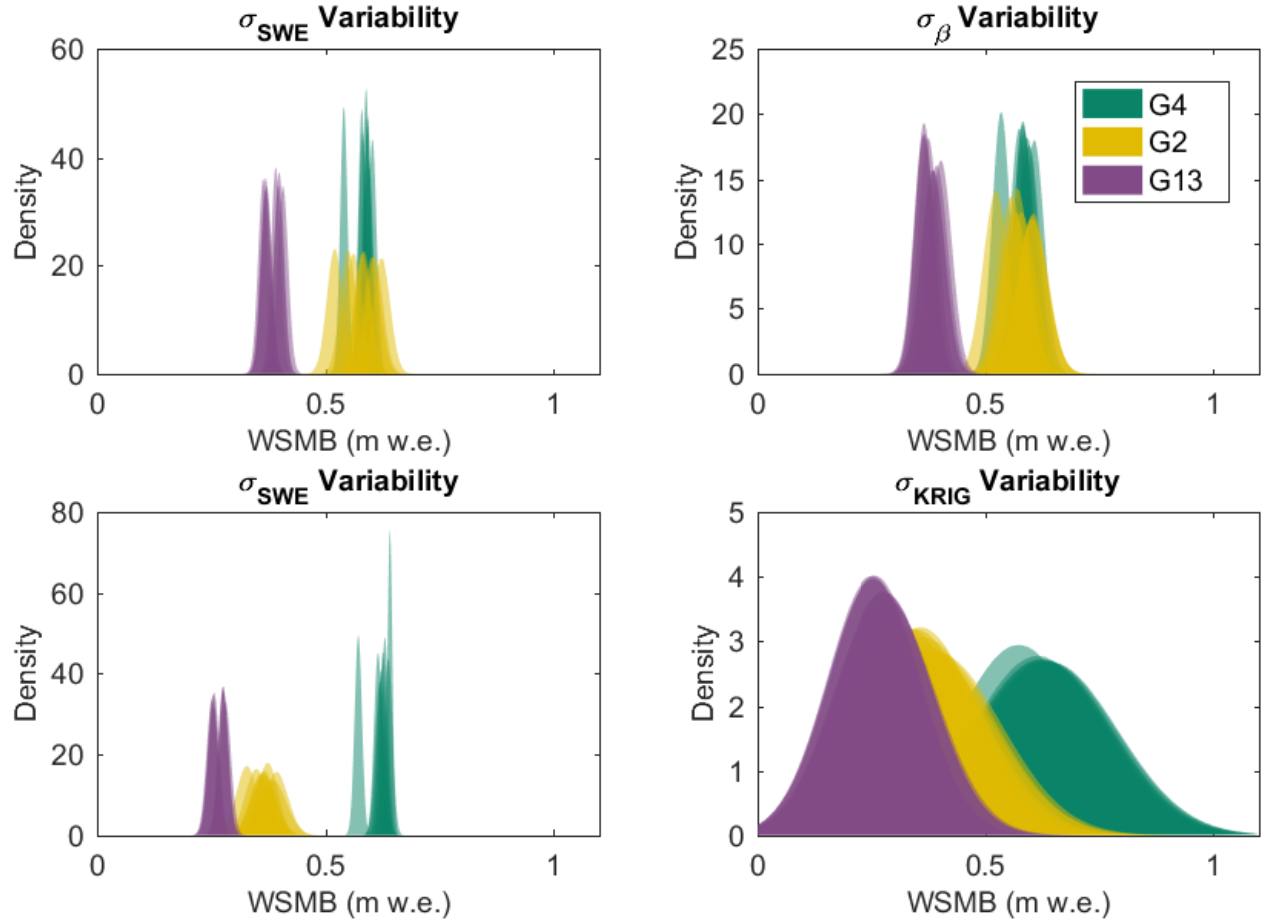 σSWE Variability
60
40
20
0
Density
0 0.5 1
WSMB (m w.e.)
σβ Variability
25
20
15
10
5
0
Density
G4
G2
G13
0 0.5 1
WSMB (m w.e.)
σSWE Variability
80
60
40
20
0
Density
0 0.5 1
WSMB (m w.e.)
σKRIG Variability
5
4
3
2
1
0
Density
0 0.5 1
WSMB (m w.e.)